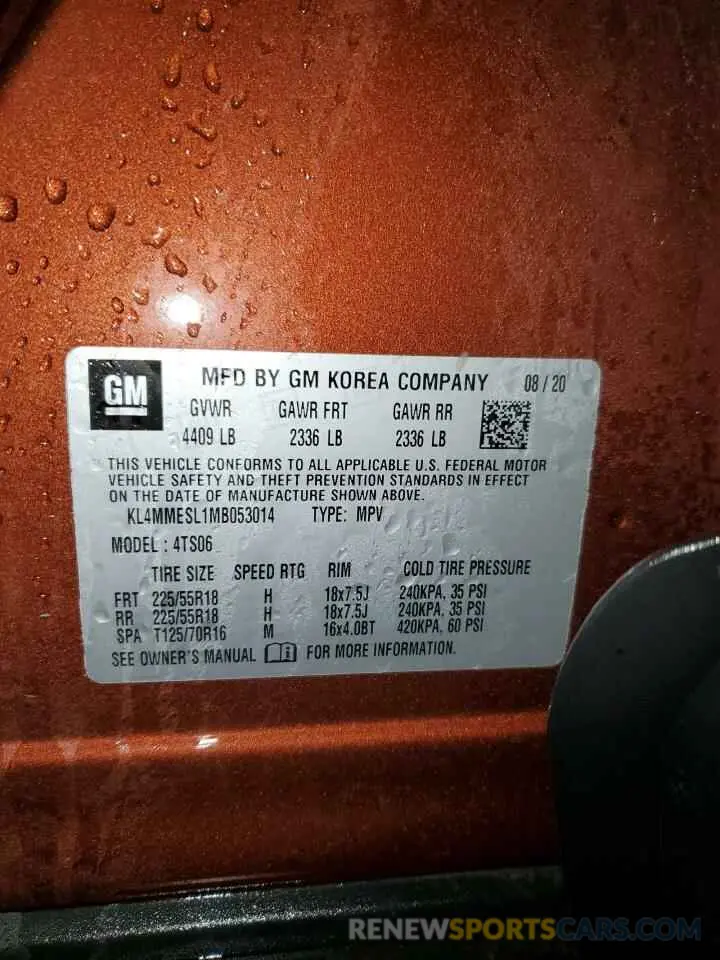 GM
MFD BY GM KOREA COMPANY 08 / 20
GVWR GAWR FRT GAWR RR
4409 LB 2336 LB 2336 LB
THIS VEHICLE CONFORMS TO ALL APPLICABLE U.S. FEDERAL MOTOR
VEHICLE SAFETY AND THEFT PREVENTION STANDARDS IN EFFECT
ON THE DATE OF MANUFACTURE SHOWN ABOVE.
KL4MMESL1MB053014 TYPE: MPV
MODEL : 4TS06
TIRE SIZE SPEED RTG RIM COLD TIRE PRESSURE
FRT 225/55R18 H 18x7.5J 240KPA, 35 PSI
RR 225/55R18 H 18x7.5J 240KPA, 35 PSI
SPA T125/70R16 M 16x4.0BT 420KPA, 60 PSI
SEE OWNER'S MANUAL i FOR MORE INFORMATION.
RENEWSPORTSCARS.COM